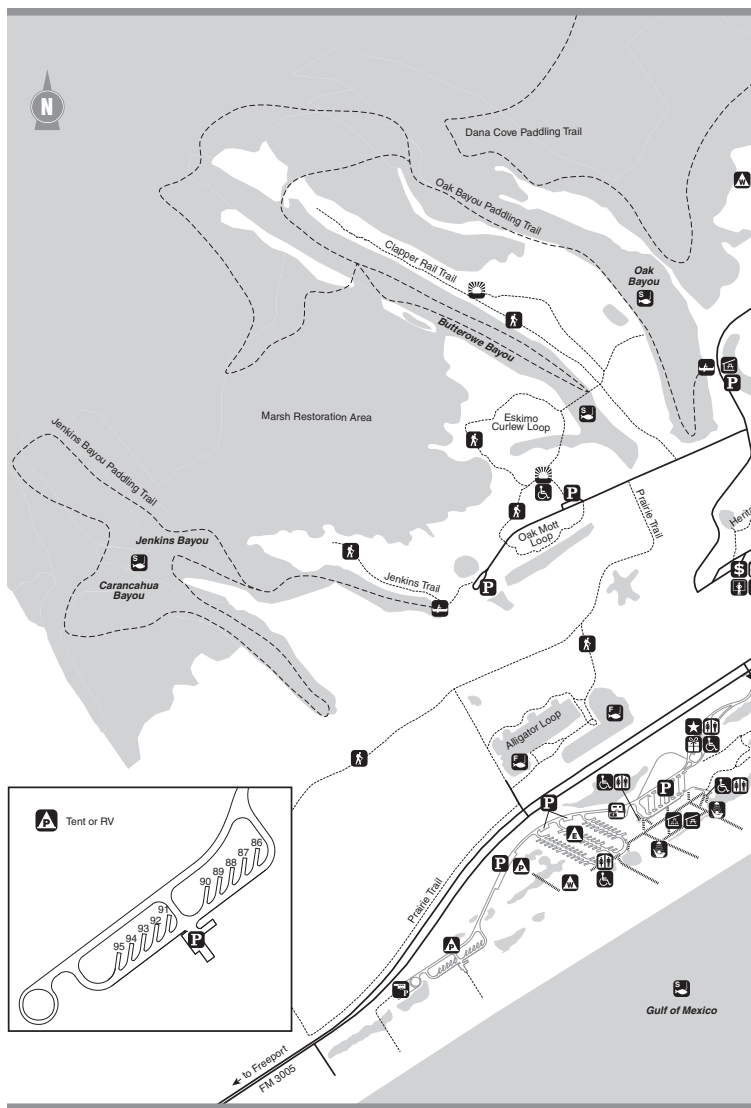 N
Dana Cove Paddling Trail
W
Oak Bayou Paddling Trail
Clapper Rail Trail
Oak
Bayou
S
Butterowe Bayou
P
Marsh Restoration Area
Eskimo
Curlew Loop
S
Jenkins Bayou Paddling Trail
P
Oak Mott
Loop
Prairie Trail
Herita
Jenkins Bayou
S
Carancahua
Bayou
Jenkins Trail
P
$
Alligator Loop
F
F
Tent or RV
P
P
P
E
P
P
W
86
87
88
89
90
91
92
93
94
95
P
Prairie Trail
P
P
S
Gulf of Mexico
to Freeport
FM 3005